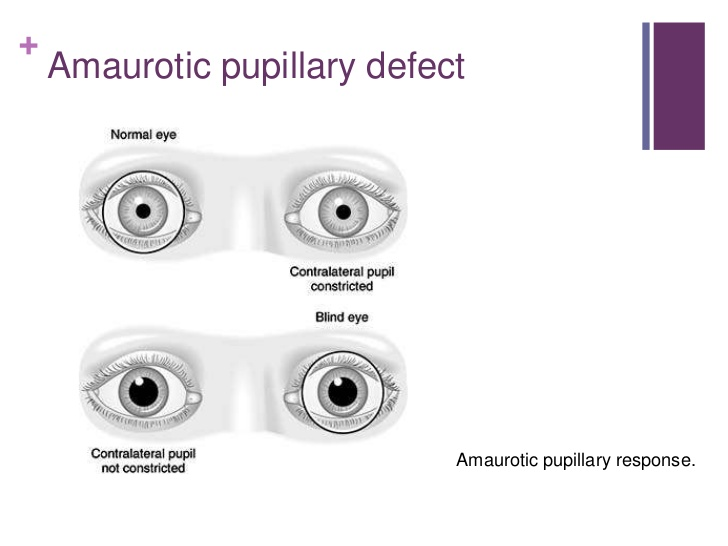 +
Amaurotic pupillary defect
Normal eye
Contralateral pupil
constricted
Blind eye
Contralateral pupil
not constricted
Amaurotic pupillary response.